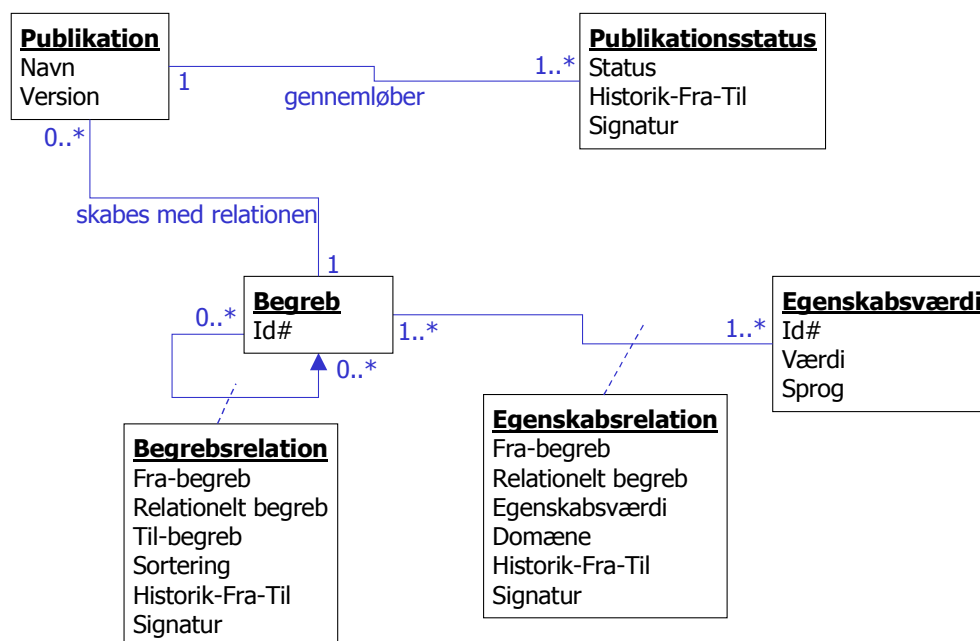 Publikation
Navn
Version
Publikationsstatus
Status
Historik-Fra-Til
Signatur
1
1..*
gennemløber
0..*
skabes med relationen
1
Begreb
Id#
0..*
0..*
1..*
1..*
Egenskabsværdi
Id#
Værdi
Sprog
Begrebsrelation
Fra-begreb
Relationelt begreb
Til-begreb
Sortering
Historik-Fra-Til
Signatur
Egenskabsrelation
Fra-begreb
Relationelt begreb
Egenskabsværdi
Domæne
Historik-Fra-Til
Signatur